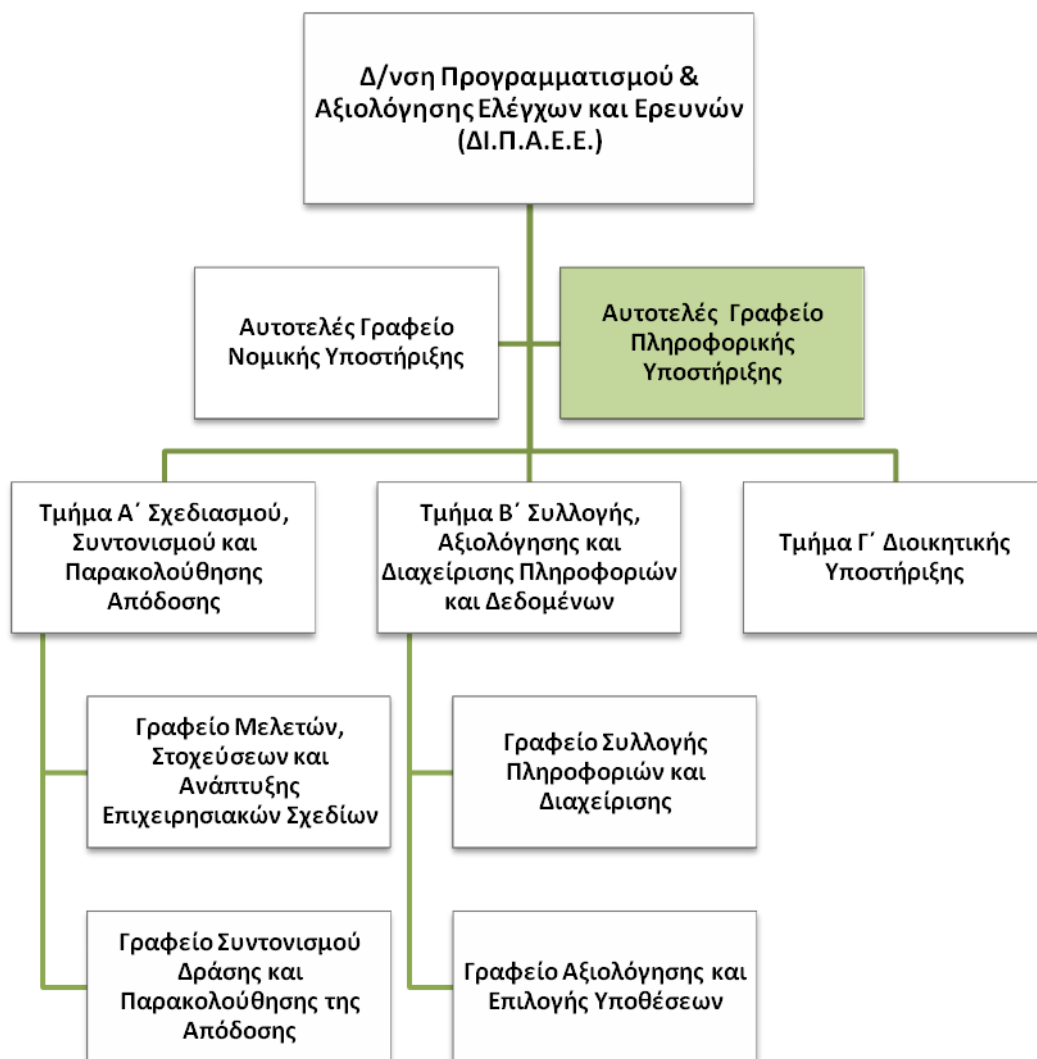 Δ/νση Προγραμματισμού &
Αξιολόγησης Ελέγχων και Ερευνών
(ΔΙ.Π.Α.Ε.Ε.)
Αυτοτελές Γραφείο
Νομικής Υποστήριξης
Αυτοτελές Γραφείο
Πληροφορικής
Υποστήριξης
Τμήμα Α΄ Σχεδιασμού,
Συντονισμού και
Παρακολούθησης
Απόδοσης
Τμήμα Β΄ Συλλογής,
Αξιολόγησης και
Διαχείρισης Πληροφοριών
και Δεδομένων
Τμήμα Γ΄ Διοικητικής
Υποστήριξης
Γραφείο Μελετών,
Στοχεύσεων και
Ανάπτυξης
Επιχειρησιακών Σχεδίων
Γραφείο Συλλογής
Πληροφοριών και
Διαχείρισης
Γραφείο Συντονισμού
Δράσης και
Παρακολούθησης της
Απόδοσης
Γραφείο Αξιολόγησης και
Επιλογής Υποθέσεων